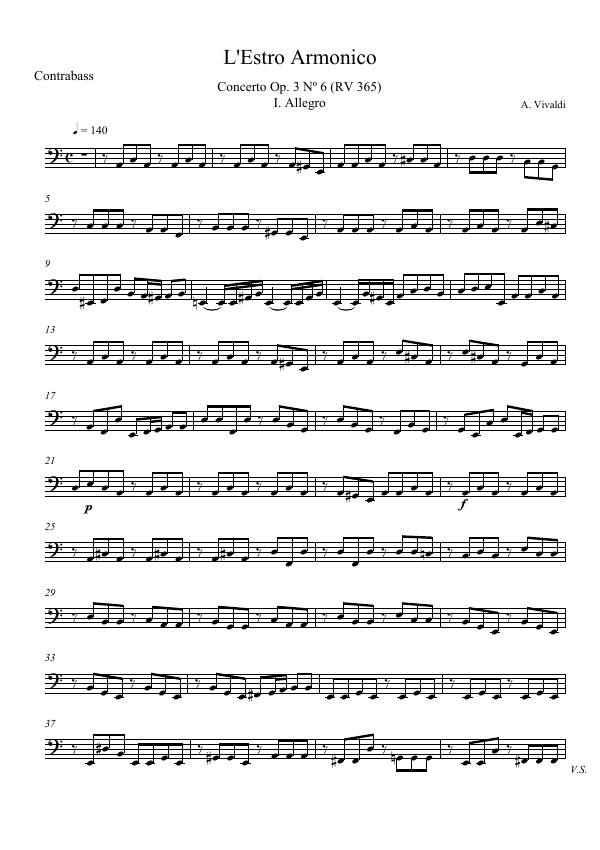 L'Estro Armonico
Contrabass
Concerto Op. 3 Nº 6 (RV 365)
I. Allegro
A. Vivaldi
♩ = 140
5
9
13
17
21
p
f
25
29
33
37
V.S.